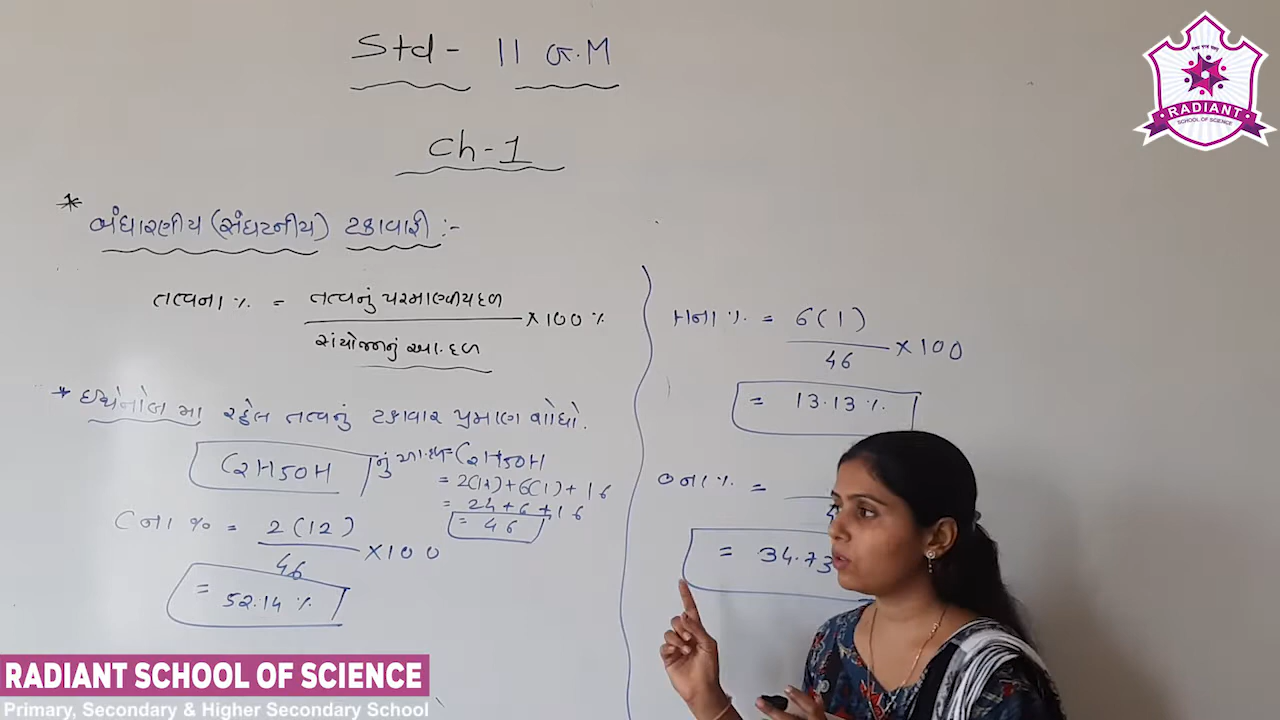 Std - 11 G.M
Ch-1
* બંધારણીય (સંઘટનીય) ટકાવારી :-
તત્વના % = તત્વનું પરમાણ્વીયદળ × 100 %
સંયોજનનું આ. દળ
* ઇથેનોલ માં રહેલ તત્વનું ટકાવાર પ્રમાણ શોધો.
C2H5OH
નું આ.દળ = C2H5OH
= 2(12) + 6(1) + 16
= 24 + 6 + 16
= 46
C ના % = 2(12) × 100
46
= 52.14 %
H ના % = 6(1) × 100
46
= 13.13 %
O ના % =
= 34.73
RADIANT
SCHOOL OF SCIENCE
RADIANT SCHOOL OF SCIENCE
Primary, Secondary & Higher Secondary School